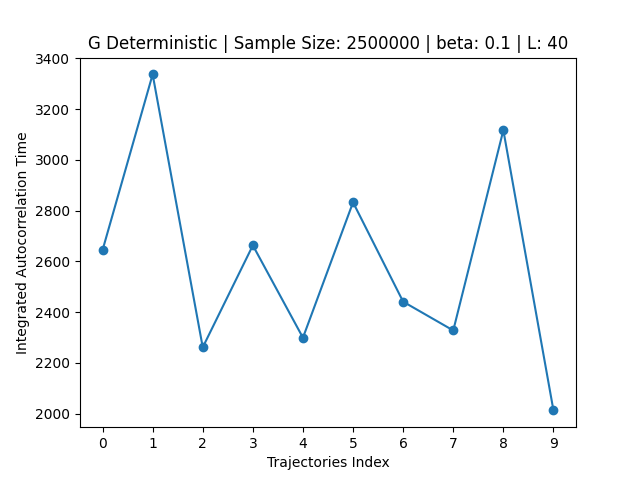 G Deterministic | Sample Size: 2500000 | beta: 0.1 | L: 40
3400
3200
3000
2800
2600
2400
2200
2000
Integrated Autocorrelation Time
0 1 2 3 4 5 6 7 8 9
Trajectories Index